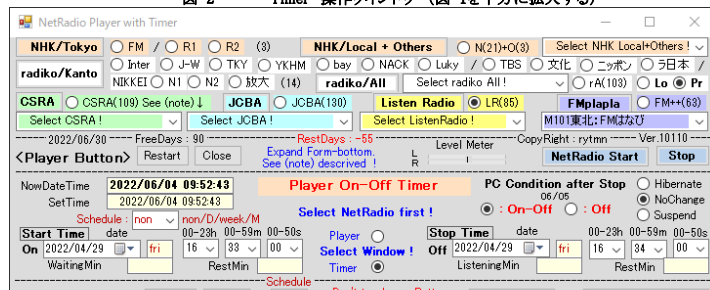 図 2 Timer 操作ウィンドウ (図 1を下方に拡大する)
NetRadio Player with Timer
NHK/Tokyo FM / R1 R2 (3) NHK/Local + Others N(21)+O(3) Select NHK Local+Others !
radiko/Kanto Inter J-W TKY YKHM bay NACK Luky / TBS 文化 ニッポン ラ日本 /
NIKKEI N1 N2 放大 (14) radiko/All Select radiko All ! rA(103) Lo Pr
CSRA CSRA(109) See (note)↓ JCBA JCBA(130) Listen Radio LR(85) FMplapla FM++(63)
Select CSRA ! Select JCBA ! Select ListenRadio ! M101東北:FMはなび
2022/06/30 FreeDays : 90 RestDays : -55 Level Meter CopyRight : rytmn Ver.10110
<Player Button> Restart Close Expand Form-bottom. See (note) descrived ! L R NetRadio Start Stop
NowDateTime 2022/06/04 09:52:43 Player On-Off Timer PC Condition after Stop Hibernate
SetTime 2022/06/04 09:52:43 06/05 NoChange
Schedule : non non/D/week/M Select NetRadio first ! : On-Off : Off Suspend
Start Time date 00-23h 00-59m 00-50s Player Stop Time date 00-23h 00-59m 00-50s
On 2022/04/29 fri 16 33 00 Select Window ! Off 2022/04/29 fri 16 34 00
WaitingMin RestMin Timer ListeningMin RestMin
Schedule